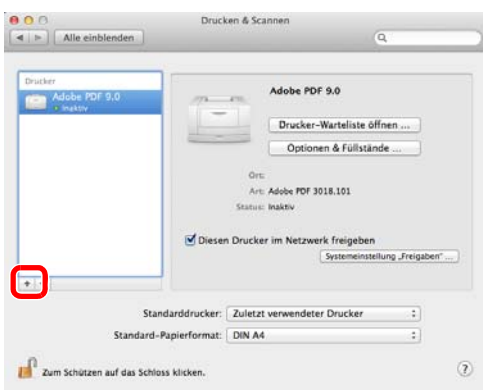 Drucken & Scannen
Alle einblenden
Drucker
Adobe PDF 9.0
Inaktiv
Adobe PDF 9.0
Drucker-Warteliste öffnen ...
Optionen & Füllstände ...
Ort:
Art: Adobe PDF 3018.101
Status: Inaktiv
Diesen Drucker im Netzwerk freigeben
Systemeinstellung „Freigaben“ ...
+ -
Standarddrucker: Zuletzt verwendeter Drucker
Standard-Papierformat: DIN A4
Zum Schützen auf das Schloss klicken.
?